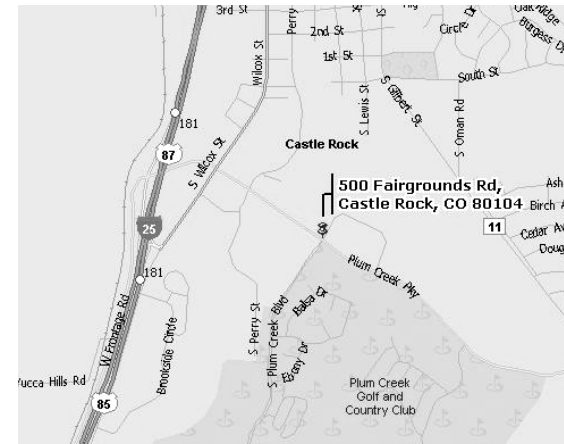 3rd St
Perry St
Wilcox St
2nd St
1st St
Circle Dr
Oakridge
Burgess Dr
South St
S Lewis St
S Gilbert St
S Oman Rd
181
87
S Wilcox St
Castle Rock
500 Fairgrounds Rd,
Castle Rock, CO 80104
Ash
Birch A
Cedar Av
Doug
11
25
181
Plum Creek Pky
W Frontage Rd
Brookside Circle
S Perry St
S Plum Creek Blvd
Balsa Dr
Ebony Dr
Yucca Hills Rd
85
Plum Creek
Golf and
Country Club